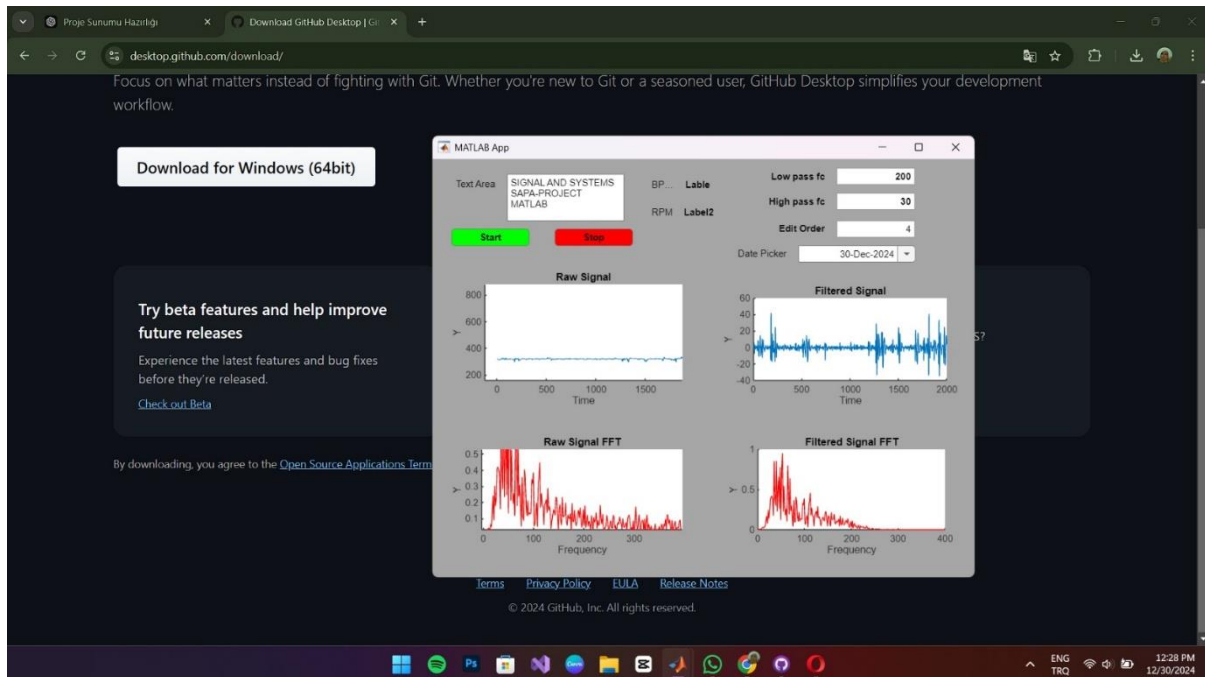 Proje Sunumu Hazırlığı
Download GitHub Desktop | Gi
desktop.github.com/download/
Focus on what matters instead of fighting with Git. Whether you're new to Git or a seasoned user, GitHub Desktop simplifies your development
workflow.
Download for Windows (64bit)
Try beta features and help improve
future releases
Experience the latest features and bug fixes
before they're released.
Check out Beta
S?
By downloading, you agree to the Open Source Applications Term
MATLAB App
Text Area
SIGNAL AND SYSTEMS
SAPA-PROJECT
MATLAB
BP... Lable
RPM Label2
Start
Stop
Low pass fc 200
High pass fc 30
Edit Order 4
Date Picker 30-Dec-2024
Raw Signal
800
600
400
200
Y
0 500 1000 1500
Time
Filtered Signal
60
40
20
0
-20
-40
Y
0 500 1000 1500 2000
Time
Raw Signal FFT
0.5
0.4
0.3
0.2
0.1
Y
0 100 200 300
Frequency
Filtered Signal FFT
1
0.5
0
Y
0 100 200 300 400
Frequency
Terms Privacy Policy EULA Release Notes
© 2024 GitHub, Inc. All rights reserved.
Ps
ENG
TRQ
12:28 PM
12/30/2024